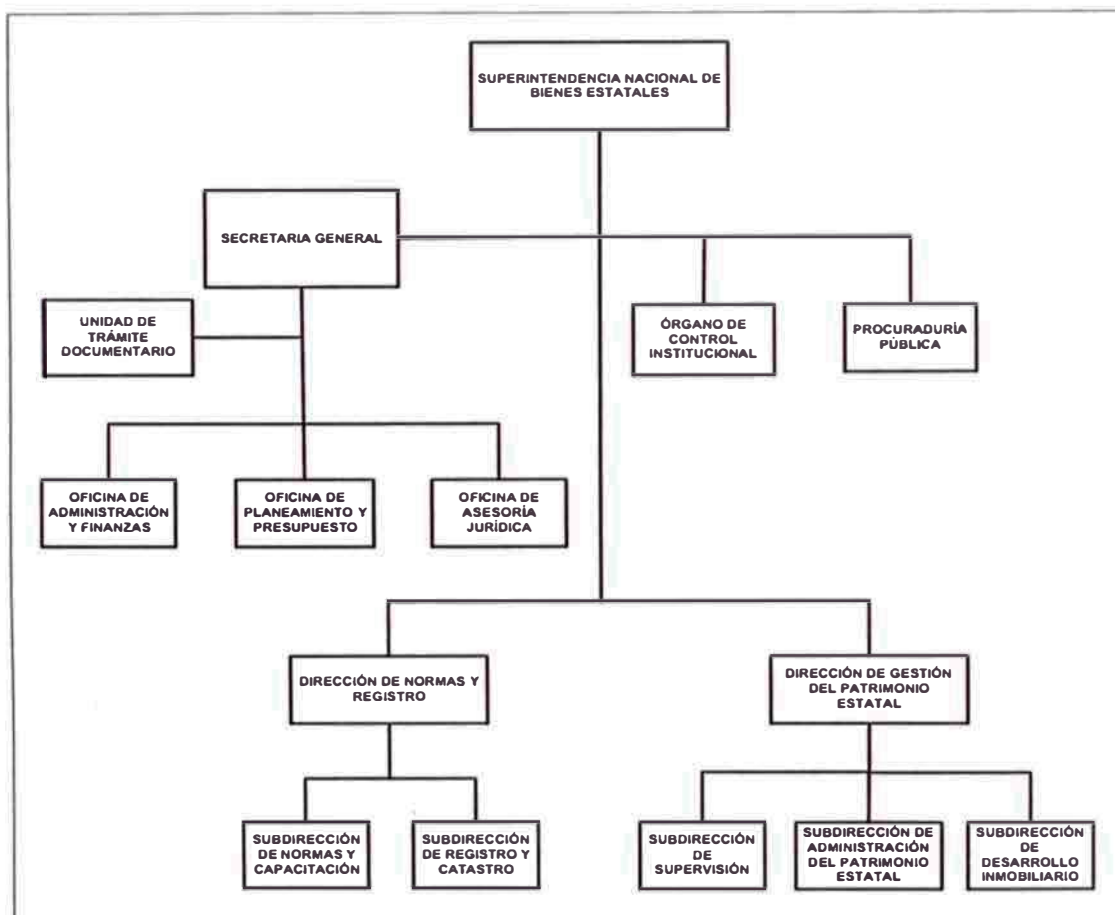 SUPERINTENDENCIA NACIONAL DE
BIENES ESTATALES
SECRETARIA GENERAL
UNIDAD DE
TRÁMITE
DOCUMENTARIO
ÓRGANO DE
CONTROL
INSTITUCIONAL
PROCURADURÍA
PÚBLICA
OFICINA DE
ADMINISTRACIÓN
Y FINANZAS
OFICINA DE
PLANEAMIENTO Y
PRESUPUESTO
OFICINA DE
ASESORÍA
JURÍDICA
DIRECCIÓN DE NORMAS Y
REGISTRO
DIRECCIÓN DE GESTIÓN
DEL PATRIMONIO
ESTATAL
SUBDIRECCIÓN
DE NORMAS Y
CAPACITACIÓN
SUBDIRECCIÓN
DE REGISTRO Y
CATASTRO
SUBDIRECCIÓN
DE
SUPERVISIÓN
SUBDIRECCIÓN DE
ADMINISTRACIÓN
DEL PATRIMONIO
ESTATAL
SUBDIRECCIÓN
DE
DESARROLLO
INMOBILIARIO